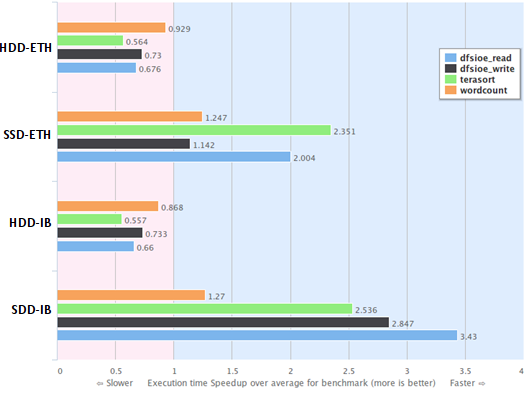 HDD-ETH
0.929
0.564
0.73
0.676
dfsioe_read
dfsioe_write
terasort
wordcount
SSD-ETH
1.247
2.351
1.142
2.004
HDD-IB
0.868
0.557
0.733
0.66
SDD-IB
1.27
2.536
2.847
3.43
0 0.5 1 1.5 2 2.5 3 3.5 4
⇦ Slower Execution time Speedup over average for benchmark (more is better) Faster ⇨